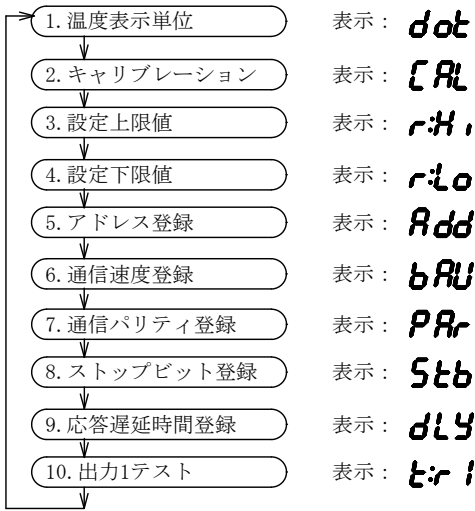 1.温度表示単位 表示： dot
2.キャリブレーション 表示： CAL
3.設定上限値 表示： r:Hi
4.設定下限値 表示： r:Lo
5.アドレス登録 表示： Add
6.通信速度登録 表示： bAU
7.通信パリティ登録 表示： PAr
8.ストップビット登録 表示： Stb
9.応答遅延時間登録 表示： dLY
10.出力1テスト 表示： t:r1